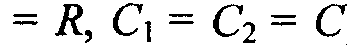 = R, C₁ = C₂ = C